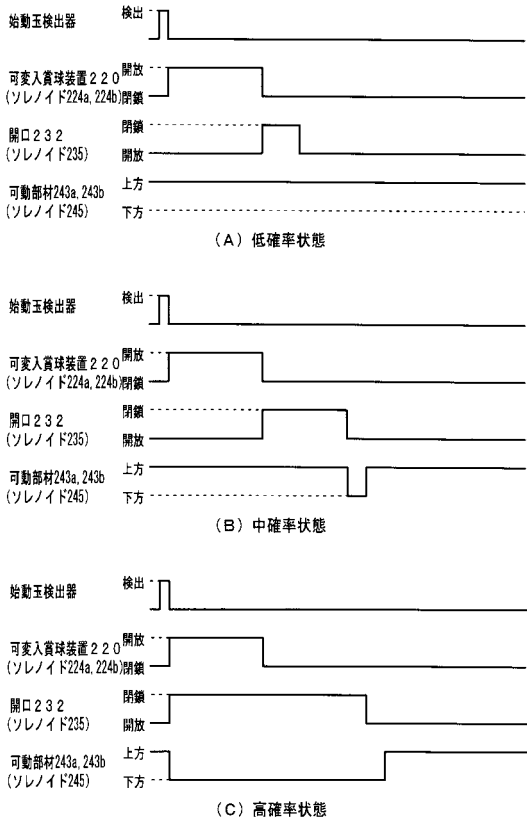 始動玉検出器
検出
可変入賞球装置220
(ソレノイド224a, 224b)
開放
閉鎖
開口232
(ソレノイド235)
閉鎖
開放
可動部材243a, 243b
(ソレノイド245)
上方
下方
(A) 低確率状態
始動玉検出器
検出
可変入賞球装置220
(ソレノイド224a, 224b)
開放
閉鎖
開口232
(ソレノイド235)
閉鎖
開放
可動部材243a, 243b
(ソレノイド245)
上方
下方
(B) 中確率状態
始動玉検出器
検出
可変入賞球装置220
(ソレノイド224a, 224b)
開放
閉鎖
開口232
(ソレノイド235)
閉鎖
開放
可動部材243a, 243b
(ソレノイド245)
上方
下方
(C) 高確率状態